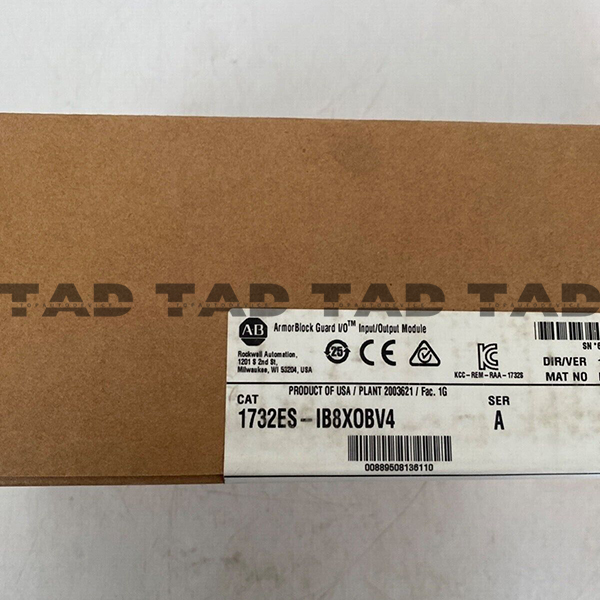 TAD TAD TAD TAD
AB ArmorBlock Guard I/O™ Input/Output Module
Rockwell Automation,
1201 S 2nd St,
Milwaukee, WI 53204, USA
25
CE
KCC-REM-RAA-1732S
SN
DIR/VER
MAT NO
PRODUCT OF USA / PLANT 2003621 / Fac. 1G
CAT
SER
1732ES-IB8XOBV4
A
00889508136110